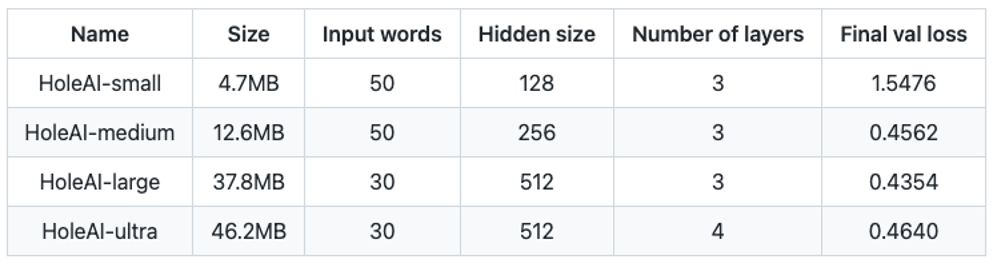 Name Size Input words Hidden size Number of layers Final val loss
HoleAI-small 4.7MB 50 128 3 1.5476
HoleAI-medium 12.6MB 50 256 3 0.4562
HoleAI-large 37.8MB 30 512 3 0.4354
HoleAI-ultra 46.2MB 30 512 4 0.4640